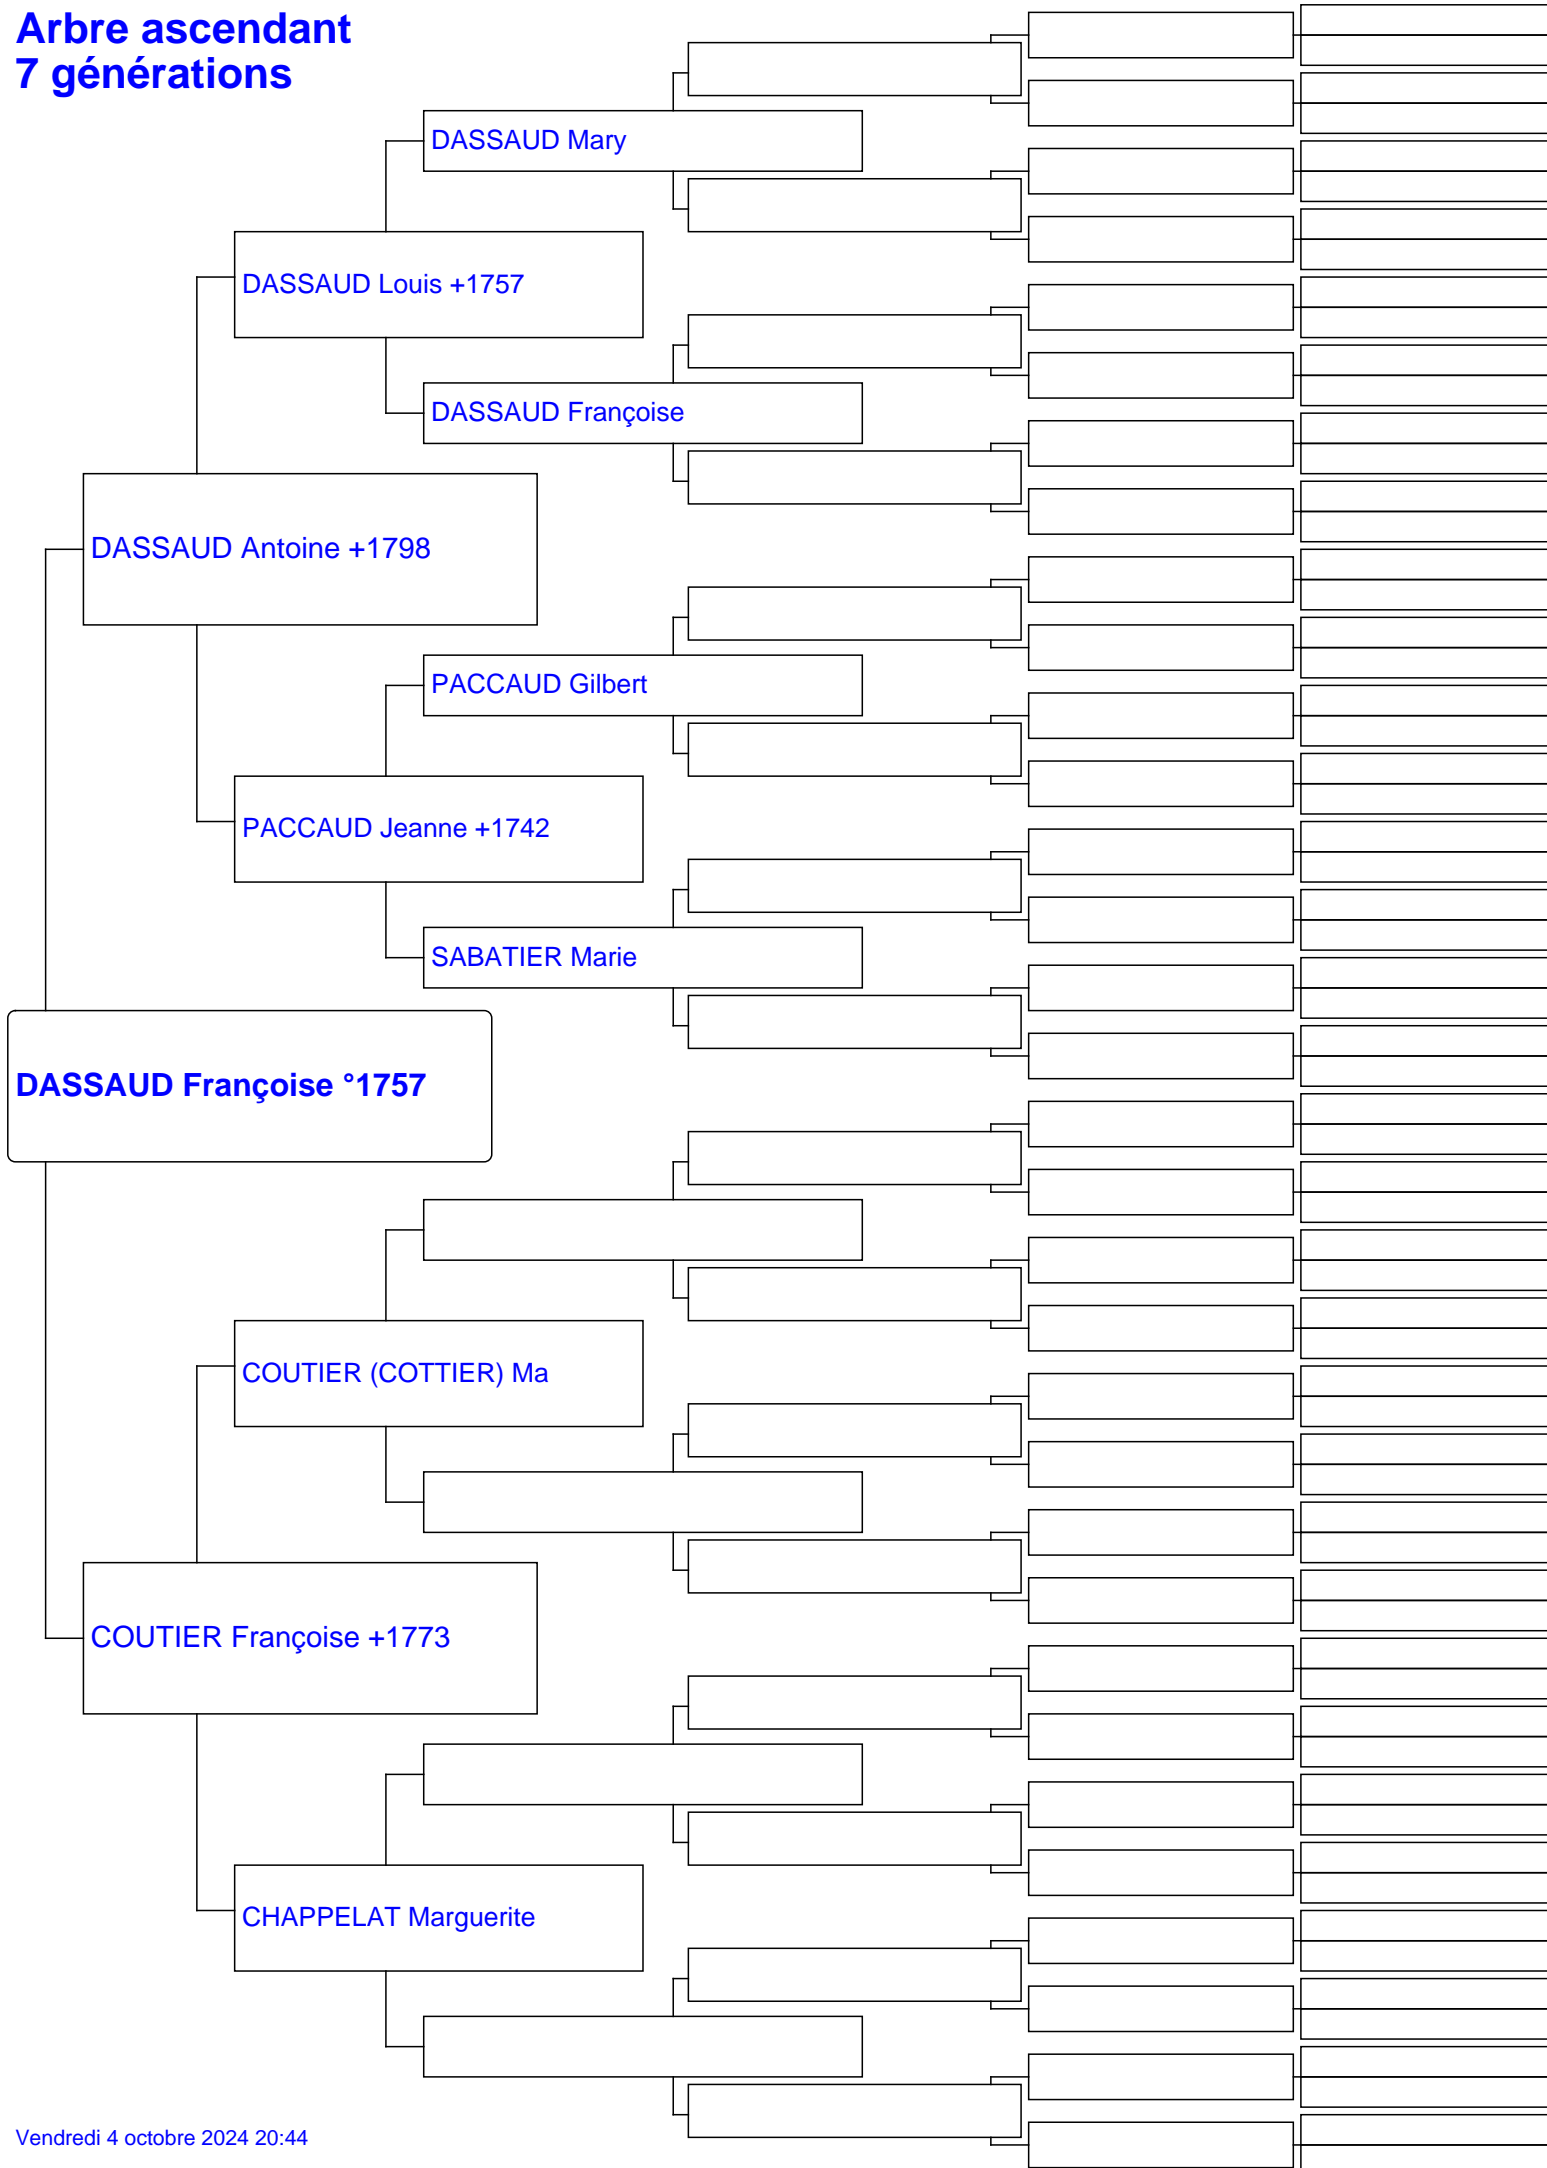 Arbre ascendant
7 générations
DASSAUD Mary
DASSAUD Louis +1757
DASSAUD Françoise
DASSAUD Antoine +1798
PACCAUD Gilbert
PACCAUD Jeanne +1742
SABATIER Marie
DASSAUD Françoise °1757
COUTIER (COTTIER) Ma
COUTIER Françoise +1773
CHAPPELAT Marguerite
Vendredi 4 octobre 2024 20:44